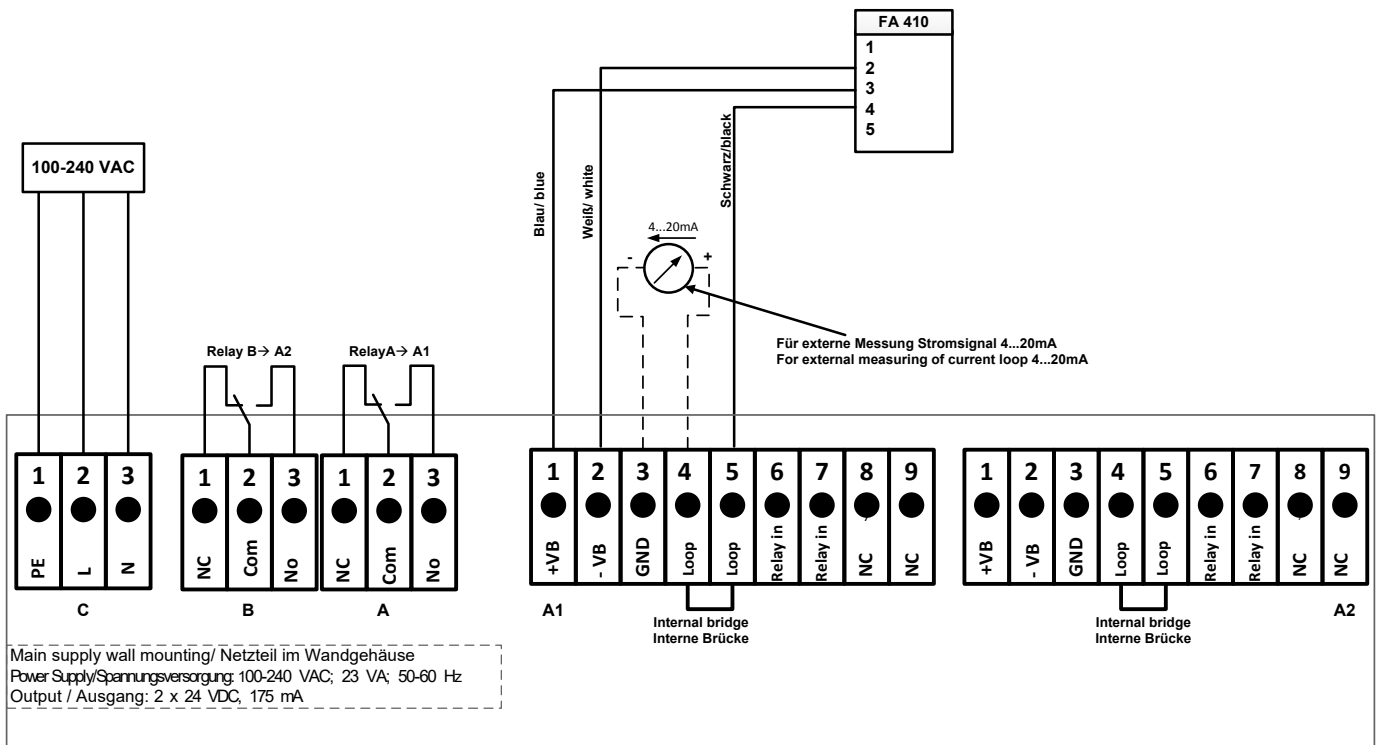 FA 410
1
2
3
4
5
100-240 VAC
Blau/ blue
Weiß/ white
Schwarz/black
4...20mA
- +
Für externe Messung Stromsignal 4...20mA
For external measuring of current loop 4...20mA
Relay B→ A2
RelayA→ A1
1 2 3
PE L N
C
1 2 3
NC Com No
B
1 2 3
NC Com No
A
1 2 3 4 5 6 7 8 9
+VB - VB GND Loop Loop Relay in Relay in NC NC
A1
Internal bridge
Interne Brücke
1 2 3 4 5 6 7 8 9
+VB - VB GND Loop Loop Relay in Relay in NC NC
A2
Internal bridge
Interne Brücke
Main supply wall mounting/ Netzteil im Wandgehäuse
Power Supply/Spannungsversorgung: 100-240 VAC; 23 VA; 50-60 Hz
Output / Ausgang: 2 x 24 VDC, 175 mA